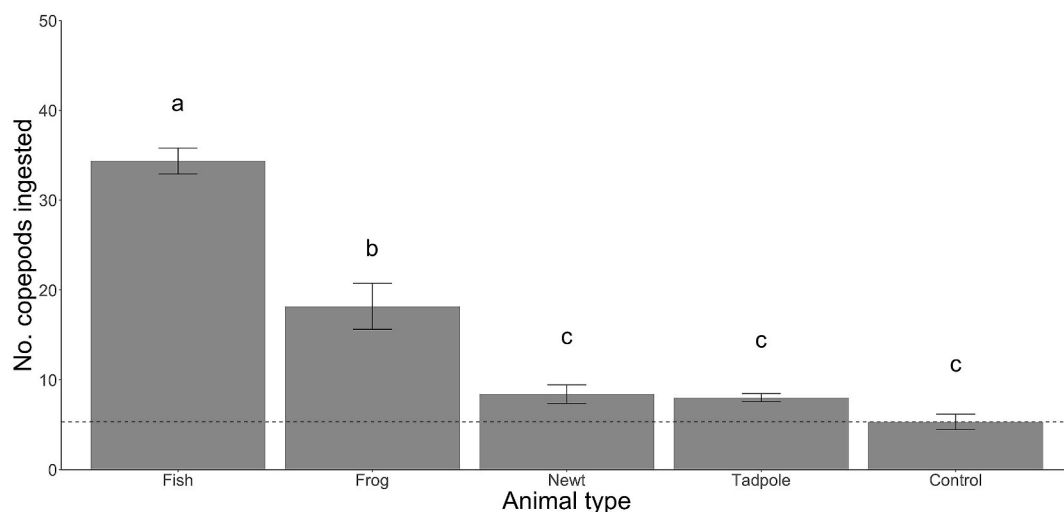 50
40
30
20
10
0
No. copepods ingested
a
b
c
c
c
Fish Frog Newt Tadpole Control
Animal type